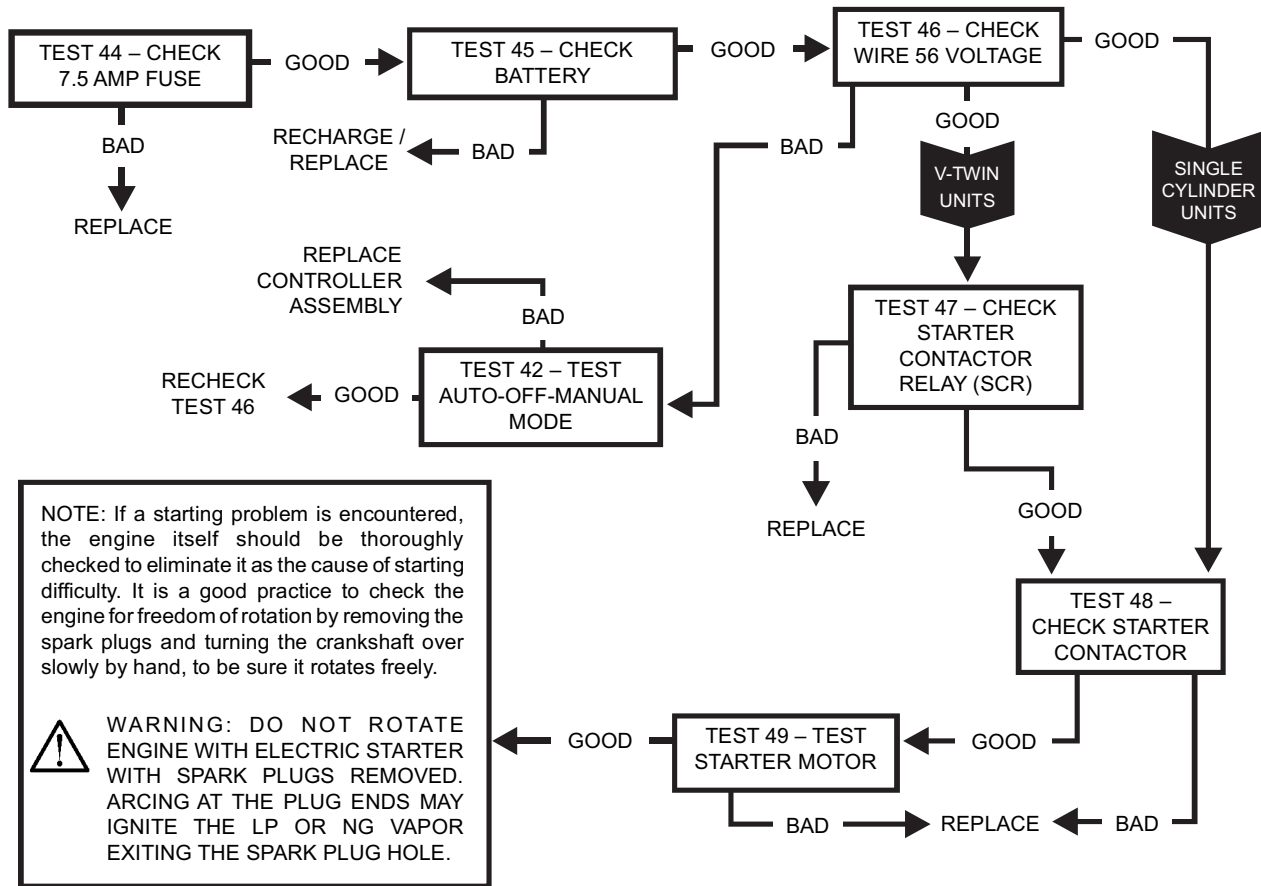 TEST 44 – CHECK
7.5 AMP FUSE
GOOD
TEST 45 – CHECK
BATTERY
GOOD
TEST 46 – CHECK
WIRE 56 VOLTAGE
GOOD
BAD
REPLACE
BAD
RECHARGE /
REPLACE
BAD
GOOD
V-TWIN
UNITS
SINGLE
CYLINDER
UNITS
REPLACE
CONTROLLER
ASSEMBLY
BAD
TEST 42 – TEST
AUTO-OFF-MANUAL
MODE
GOOD
RECHECK
TEST 46
TEST 47 – CHECK
STARTER
CONTACTOR
RELAY (SCR)
BAD
REPLACE
GOOD
TEST 48 –
CHECK STARTER
CONTACTOR
GOOD
BAD
TEST 49 – TEST
STARTER MOTOR
GOOD
BAD
REPLACE
NOTE: If a starting problem is encountered,
the engine itself should be thoroughly
checked to eliminate it as the cause of starting
difficulty. It is a good practice to check the
engine for freedom of rotation by removing the
spark plugs and turning the crankshaft over
slowly by hand, to be sure it rotates freely.
WARNING: DO NOT ROTATE
ENGINE WITH ELECTRIC STARTER
WITH SPARK PLUGS REMOVED.
ARCING AT THE PLUG ENDS MAY
IGNITE THE LP OR NG VAPOR
EXITING THE SPARK PLUG HOLE.